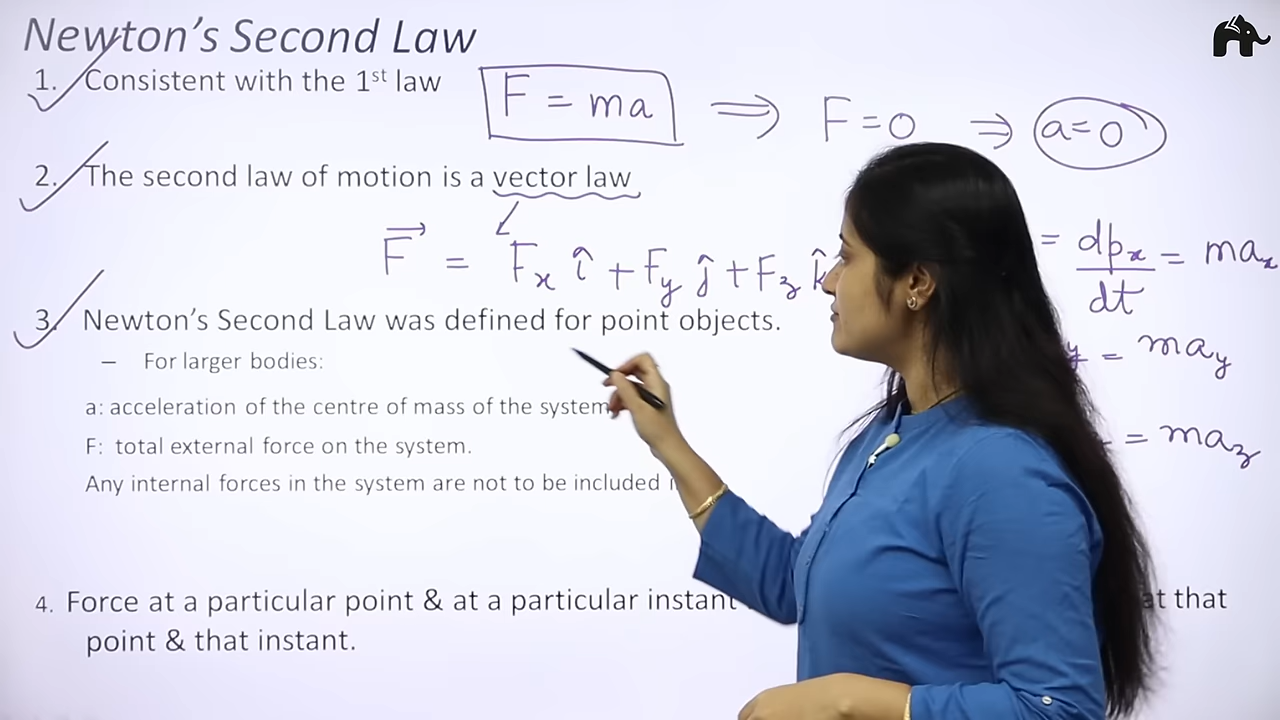 Newton's Second Law
1. Consistent with the 1st law
F = ma ⇒ F = 0 ⇒ a = 0
2. The second law of motion is a vector law
F⃗ = Fx î + Fy ĵ + Fz k̂
= dpx/dt = max
y = may
= maz
3. Newton's Second Law was defined for point objects.
– For larger bodies:
a: acceleration of the centre of mass of the system
F: total external force on the system.
Any internal forces in the system are not to be included
4. Force at a particular point & at a particular instant at that
point & that instant.